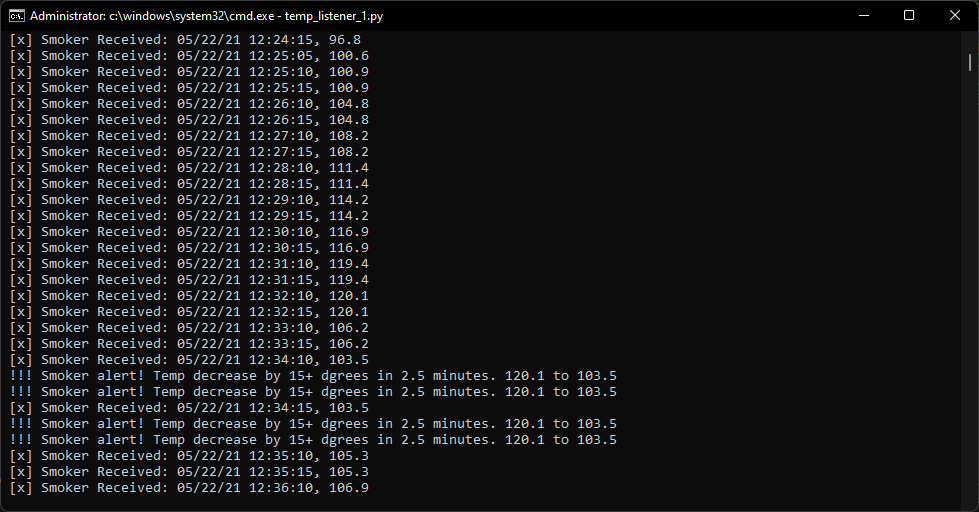 Administrator: c:\windows\system32\cmd.exe - temp_listener_1.py
[x] Smoker Received: 05/22/21 12:24:15, 96.8
[x] Smoker Received: 05/22/21 12:25:05, 100.6
[x] Smoker Received: 05/22/21 12:25:10, 100.9
[x] Smoker Received: 05/22/21 12:25:15, 100.9
[x] Smoker Received: 05/22/21 12:26:10, 104.8
[x] Smoker Received: 05/22/21 12:26:15, 104.8
[x] Smoker Received: 05/22/21 12:27:10, 108.2
[x] Smoker Received: 05/22/21 12:27:15, 108.2
[x] Smoker Received: 05/22/21 12:28:10, 111.4
[x] Smoker Received: 05/22/21 12:28:15, 111.4
[x] Smoker Received: 05/22/21 12:29:10, 114.2
[x] Smoker Received: 05/22/21 12:29:15, 114.2
[x] Smoker Received: 05/22/21 12:30:10, 116.9
[x] Smoker Received: 05/22/21 12:30:15, 116.9
[x] Smoker Received: 05/22/21 12:31:10, 119.4
[x] Smoker Received: 05/22/21 12:31:15, 119.4
[x] Smoker Received: 05/22/21 12:32:10, 120.1
[x] Smoker Received: 05/22/21 12:32:15, 120.1
[x] Smoker Received: 05/22/21 12:33:10, 106.2
[x] Smoker Received: 05/22/21 12:33:15, 106.2
[x] Smoker Received: 05/22/21 12:34:10, 103.5
!!! Smoker alert! Temp decrease by 15+ dgrees in 2.5 minutes. 120.1 to 103.5
!!! Smoker alert! Temp decrease by 15+ dgrees in 2.5 minutes. 120.1 to 103.5
[x] Smoker Received: 05/22/21 12:34:15, 103.5
!!! Smoker alert! Temp decrease by 15+ dgrees in 2.5 minutes. 120.1 to 103.5
!!! Smoker alert! Temp decrease by 15+ dgrees in 2.5 minutes. 120.1 to 103.5
[x] Smoker Received: 05/22/21 12:35:10, 105.3
[x] Smoker Received: 05/22/21 12:35:15, 105.3
[x] Smoker Received: 05/22/21 12:36:10, 106.9